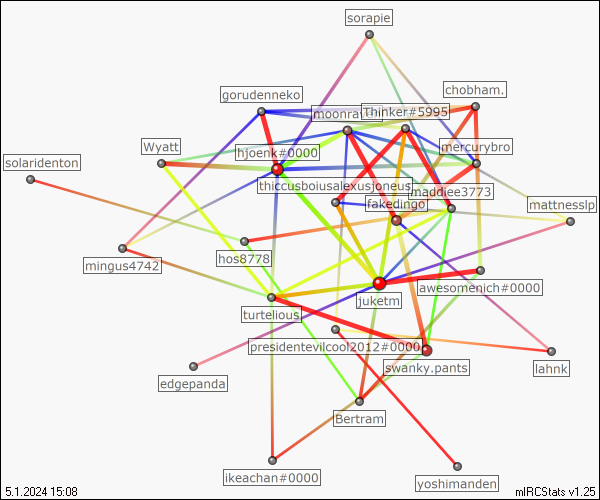 sorapie
gorudenneko
chobham.
Thinker#5995
Wyatt
hjoenk#0000
mercurybro
solaridenton
thiccusboiusalexusjoneus
maddiee3773
fakedingo
mattnesslp
mingus4742
hos8778
awesomenich#0000
juketm
turtelious
presidentevilcool2012#0000
swanky.pants
lahnk
edgepanda
Bertram
ikeachan#0000
yoshimanden
5.1.2024 15:08
mIRCStats v1.25